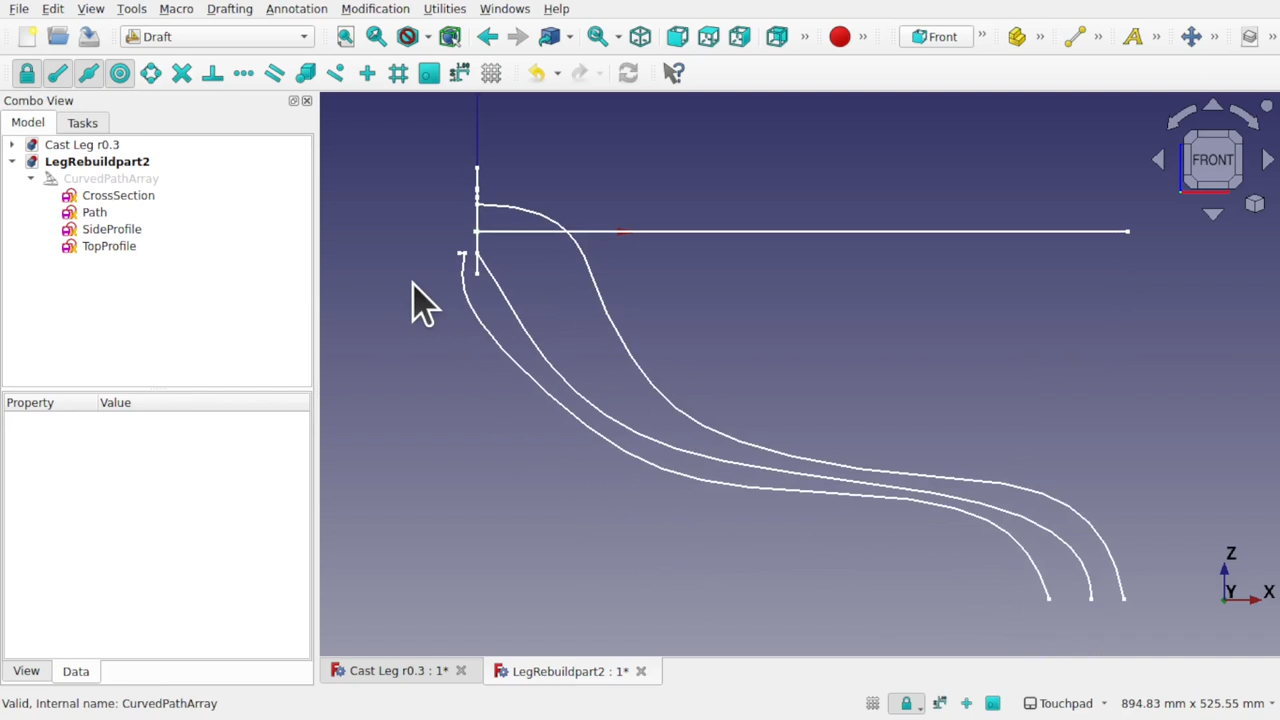 File Edit View Tools Macro Drafting Annotation Modification Utilities Windows Help
Draft
Front
Combo View
Model Tasks
Cast Leg r0.3
LegRebuildpart2
CurvedPathArray
CrossSection
Path
SideProfile
TopProfile
Property Value
FRONT
Z
Y X
View Data
Cast Leg r0.3 : 1*
LegRebuildpart2 : 1*
Valid, Internal name: CurvedPathArray
Touchpad
894.83 mm x 525.55 mm